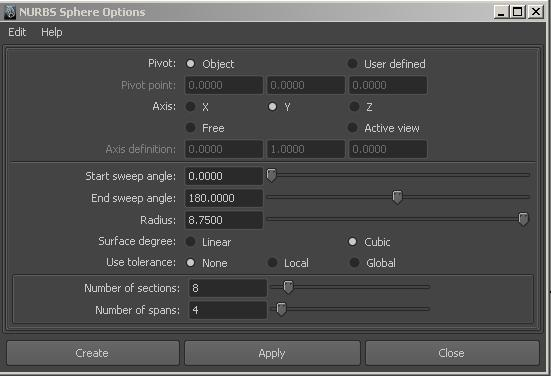 NURBS Sphere Options
Edit Help
Pivot: Object User defined
Pivot point: 0.0000 0.0000 0.0000
Axis: X Y Z
Free Active view
Axis definition: 0.0000 1.0000 0.0000
Start sweep angle: 0.0000
End sweep angle: 180.0000
Radius: 8.7500
Surface degree: Linear Cubic
Use tolerance: None Local Global
Number of sections: 8
Number of spans: 4
Create Apply Close